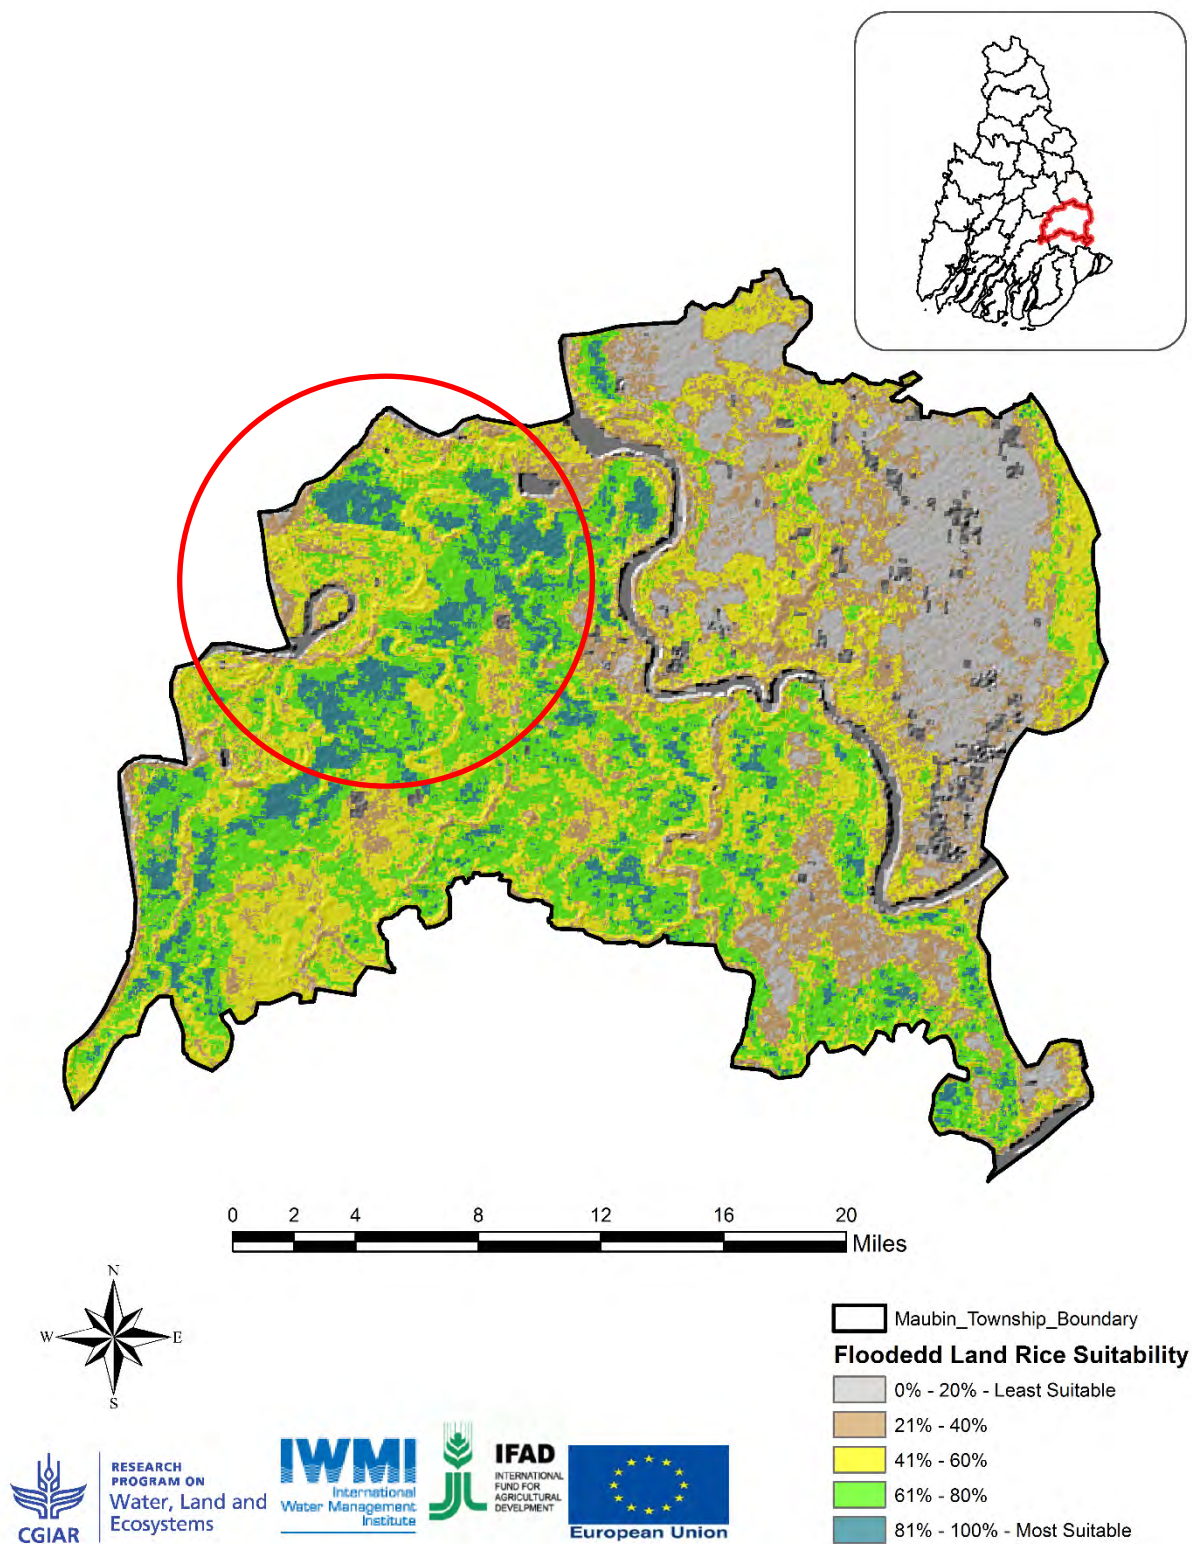 0 2 4 8 12 16 20
Miles
N
W E
S
Maubin_Township_Boundary
Floodedd Land Rice Suitability
0% - 20% - Least Suitable
21% - 40%
41% - 60%
61% - 80%
81% - 100% - Most Suitable
CGIAR
RESEARCH
PROGRAM ON
Water, Land and
Ecosystems
IWMI
International
Water Management
Institute
IFAD
INTERNATIONAL
FUND FOR
AGRICULTURAL
DEVELPMENT
European Union